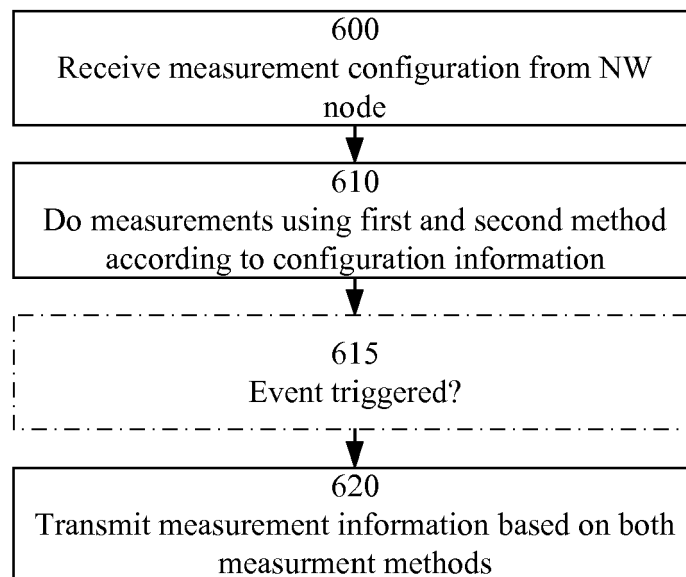 600
Receive measurement configuration from NW
node
610
Do measurements using first and second method
according to configuration information
615
Event triggered?
620
Transmit measurement information based on both
measurment methods